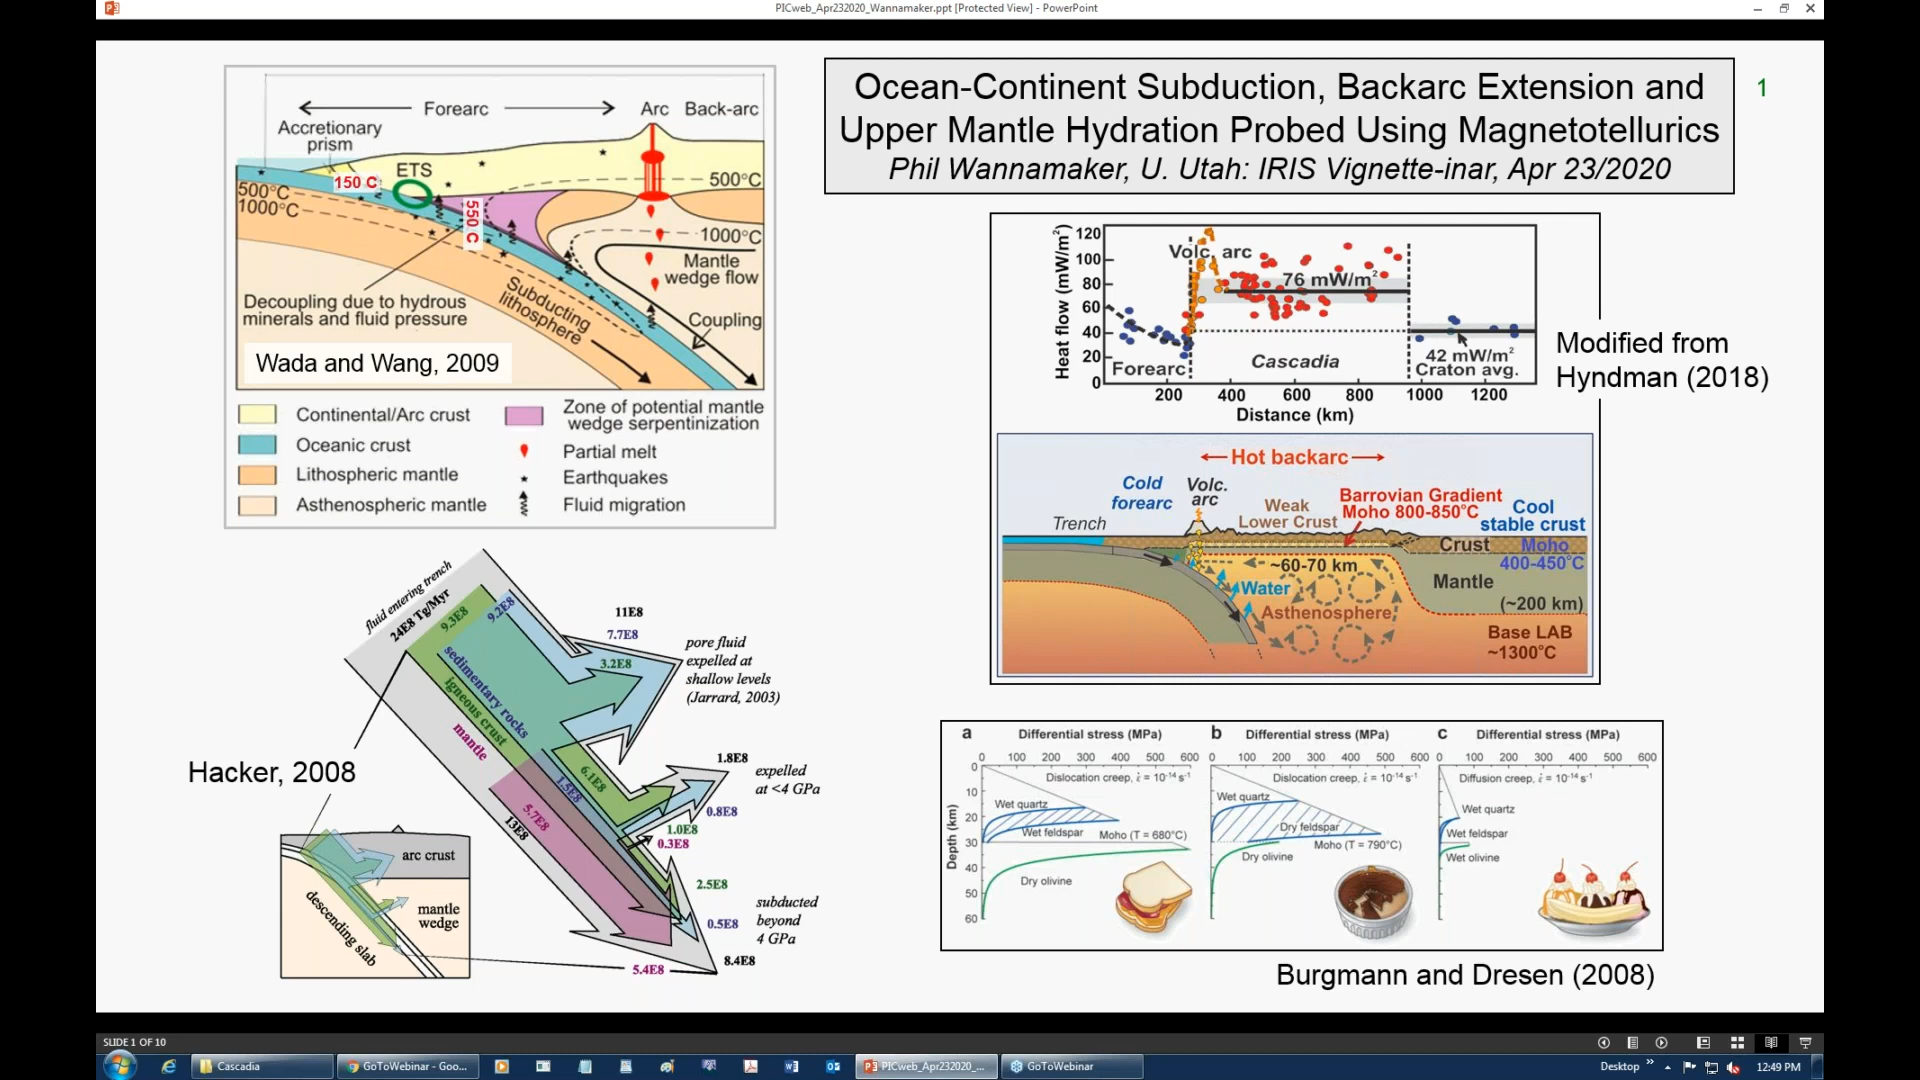 PICweb_Apr232020_Wannamaker.ppt [Protected View] - PowerPoint
Ocean-Continent Subduction, Backarc Extension and
Upper Mantle Hydration Probed Using Magnetotellurics
Phil Wannamaker, U. Utah: IRIS Vignette-inar, Apr 23/2020
1
Forearc
Arc
Back-arc
Accretionary
prism
ETS
150 C
500°C
1000°C
550 C
500°C
1000°C
Mantle
wedge flow
Decoupling due to hydrous
minerals and fluid pressure
Subducting
lithosphere
Coupling
Wada and Wang, 2009
Continental/Arc crust
Oceanic crust
Lithospheric mantle
Asthenospheric mantle
Zone of potential mantle
wedge serpentinization
Partial melt
Earthquakes
Fluid migration
Heat flow (mW/m²)
120
100
80
60
40
20
0
Volc. arc
76 mW/m²
Forearc
Cascadia
42 mW/m²
Craton avg.
200 400 600 800 1000 1200
Distance (km)
Modified from
Hyndman (2018)
Hot backarc
Cold
forearc
Volc.
arc
Trench
Weak
Lower Crust
Barrovian Gradient
Moho 800-850°C
Cool
stable crust
Crust
Moho
400-450°C
~60-70 km
Mantle
Water
(~200 km)
Asthenosphere
Base LAB
~1300°C
fluid entering trench
24E8 Tg/Myr
9.3E8
9.2E8
11E8
7.7E8
3.2E8
pore fluid
expelled at
shallow levels
(Jarrard, 2003)
sedimentary rocks
igneous crust
mantle
6.1E8
1.5E8
5.7E8
13E8
1.8E8
expelled
at <4 GPa
0.8E8
1.0E8
0.3E8
2.5E8
0.5E8
subducted
beyond
4 GPa
8.4E8
5.4E8
Hacker, 2008
arc crust
mantle
wedge
descending slab
a
Differential stress (MPa)
0 100 200 300 400 500 600
Dislocation creep, ε̇ = 10⁻¹⁴ s⁻¹
Depth (km)
0
10
20
30
40
50
60
Wet quartz
Wet feldspar
Moho (T = 680°C)
Dry olivine
b
Differential stress (MPa)
0 100 200 300 400 500 600
Dislocation creep, ε̇ = 10⁻¹⁴ s⁻¹
Wet quartz
Dry feldspar
Moho (T = 790°C)
Dry olivine
c
Differential stress (MPa)
0 100 200 300 400 500 600
Diffusion creep, ε̇ = 10⁻¹⁴ s⁻¹
Wet quartz
Wet feldspar
Wet olivine
Burgmann and Dresen (2008)
SLIDE 1 OF 10
Cascadia
GoToWebinar - Goo...
PICweb_Apr232020_...
GoToWebinar
Desktop
12:49 PM